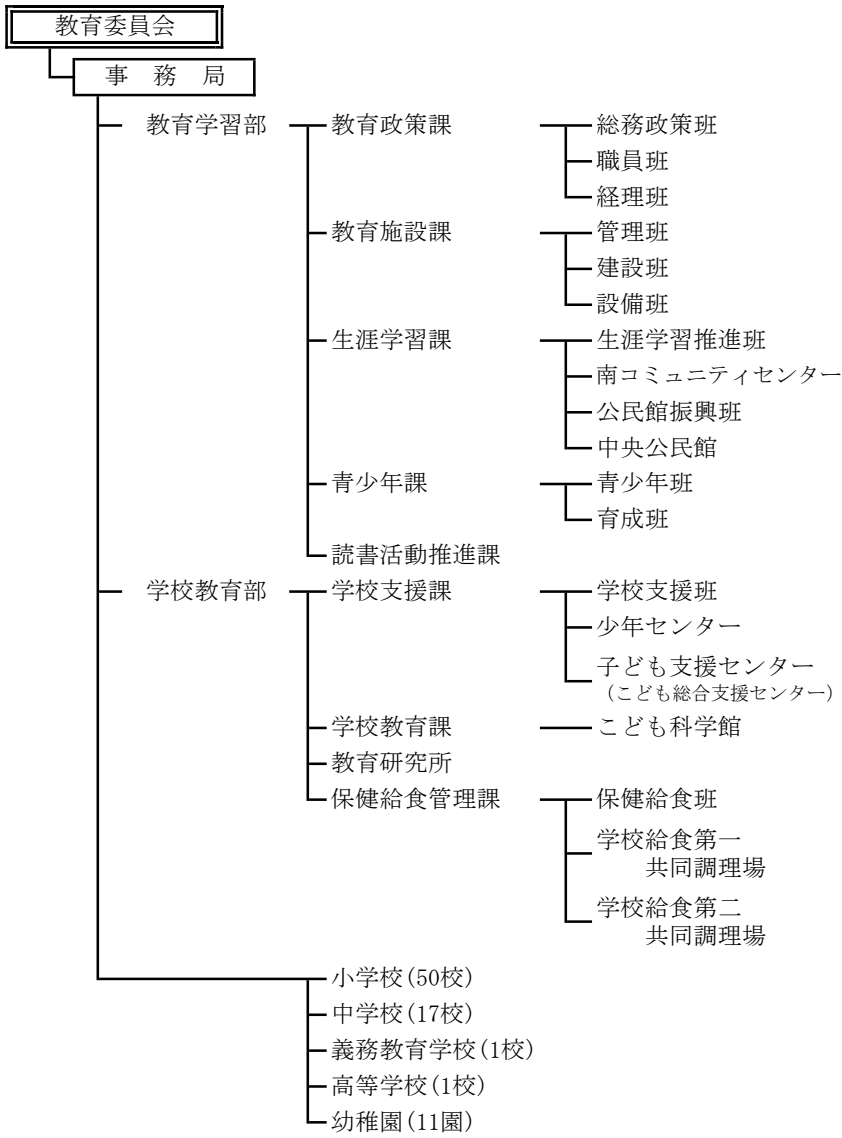 教育委員会
事　務　局
教育学習部　教育政策課　総務政策班
職員班
経理班
教育施設課　管理班
建設班
設備班
生涯学習課　生涯学習推進班
南コミュニティセンター
公民館振興班
中央公民館
青少年課　青少年班
育成班
読書活動推進課
学校教育部　学校支援課　学校支援班
少年センター
子ども支援センター
（こども総合支援センター）
学校教育課　こども科学館
教育研究所
保健給食管理課　保健給食班
学校給食第一
共同調理場
学校給食第二
共同調理場
小学校(50校)
中学校(17校)
義務教育学校(1校)
高等学校(1校)
幼稚園(11園)